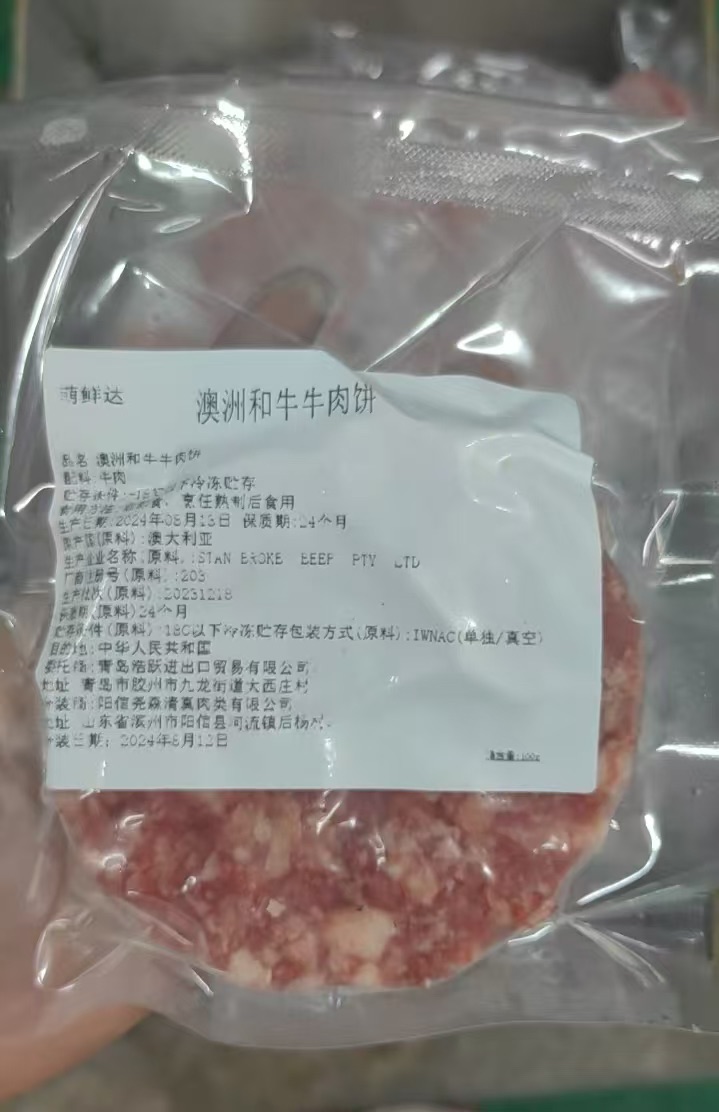 萌鲜达
澳洲和牛牛肉饼
品名 澳洲和牛牛肉饼
配料:牛肉
贮存条件:-18℃以下冷冻贮存
烹饪熟制后食用
生产日期:2024年08月13日 保质期:24个月
原产国(原料):澳大利亚
生产企业名称(原料):STAN BROKE BEEF PTY LTD
厂商注册号(原料):203
生产批次(原料):20231218
保质期(原料)24个月
贮存条件(原料)-18C以下冷冻贮存包装方式(原料):IWNAC(单独/真空)
目的地:中华人民共和国
委托商:青岛浩跃进出口贸易有限公司
地址 青岛市胶州市九龙街道大西庄村
分装商:阳信尧森清真肉类有限公司
地址 山东省滨州市阳信县河流镇后杨村
分装日期:2024年8月12日
净含量:100g